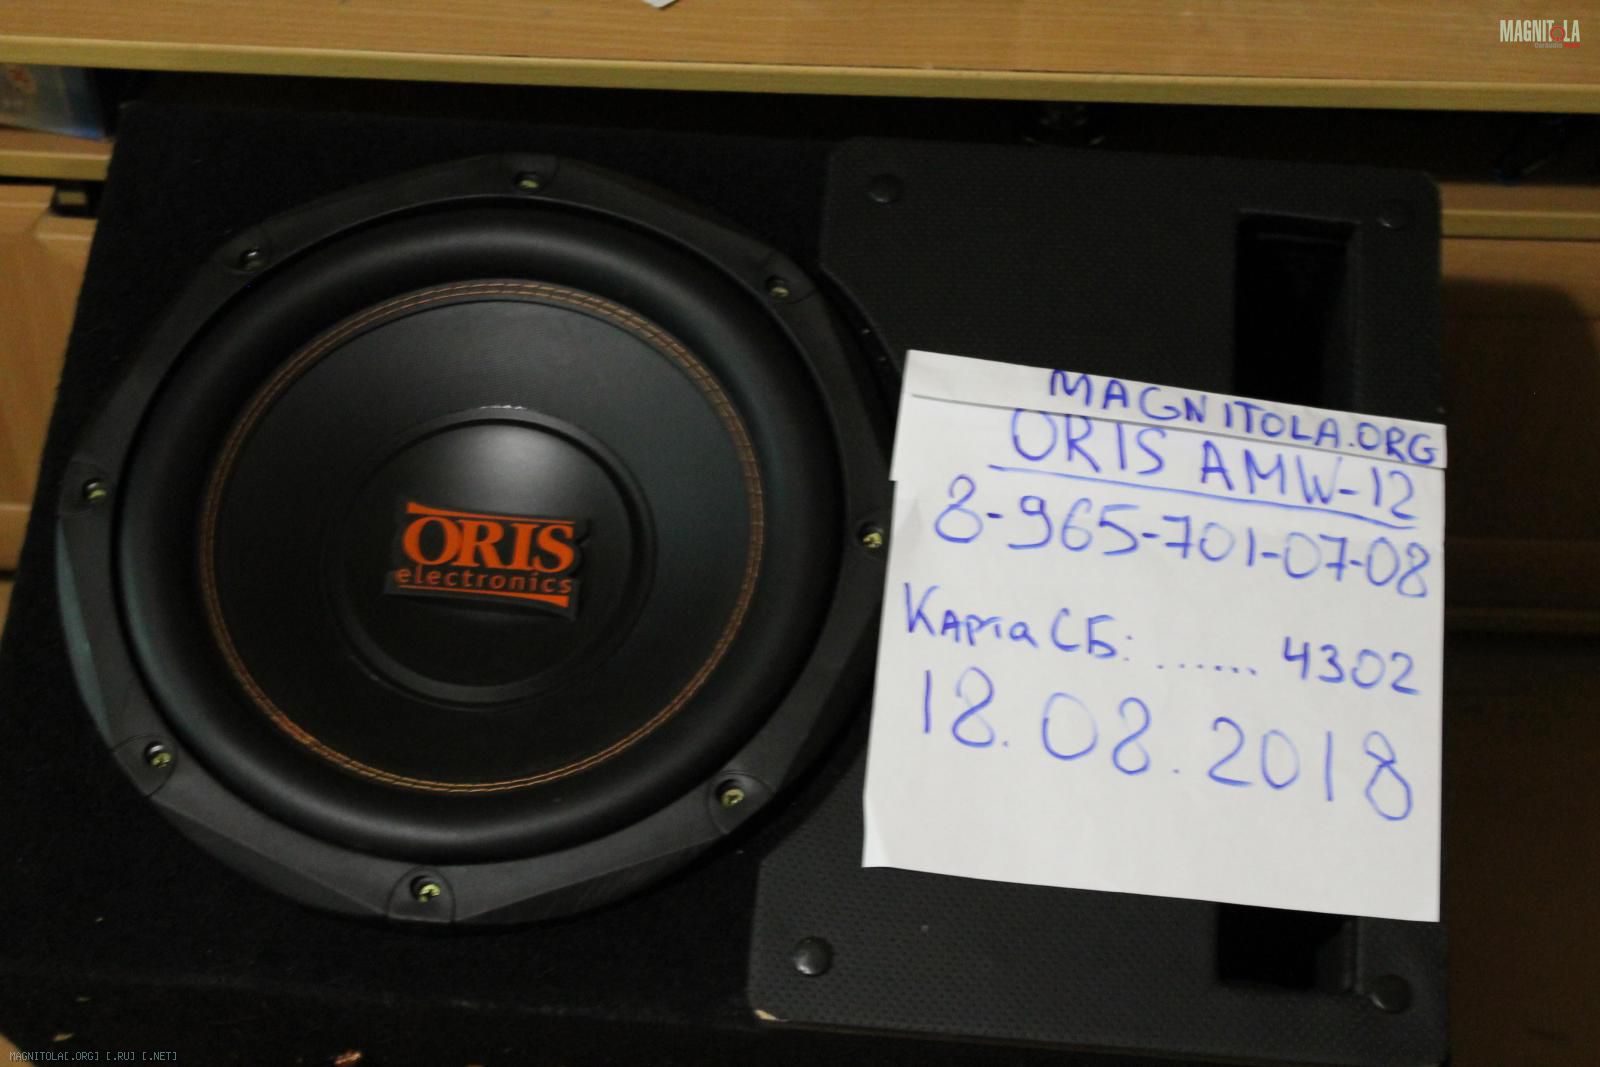 MAGNITOLA
ORIS
electronics
MAGNITOLA.ORG
ORIS AMW-12
8-965-701-07-08
Карта СБ: ...... 4302
18.08.2018
MAGNITOLA[.ORG] [.RU] [.NET]